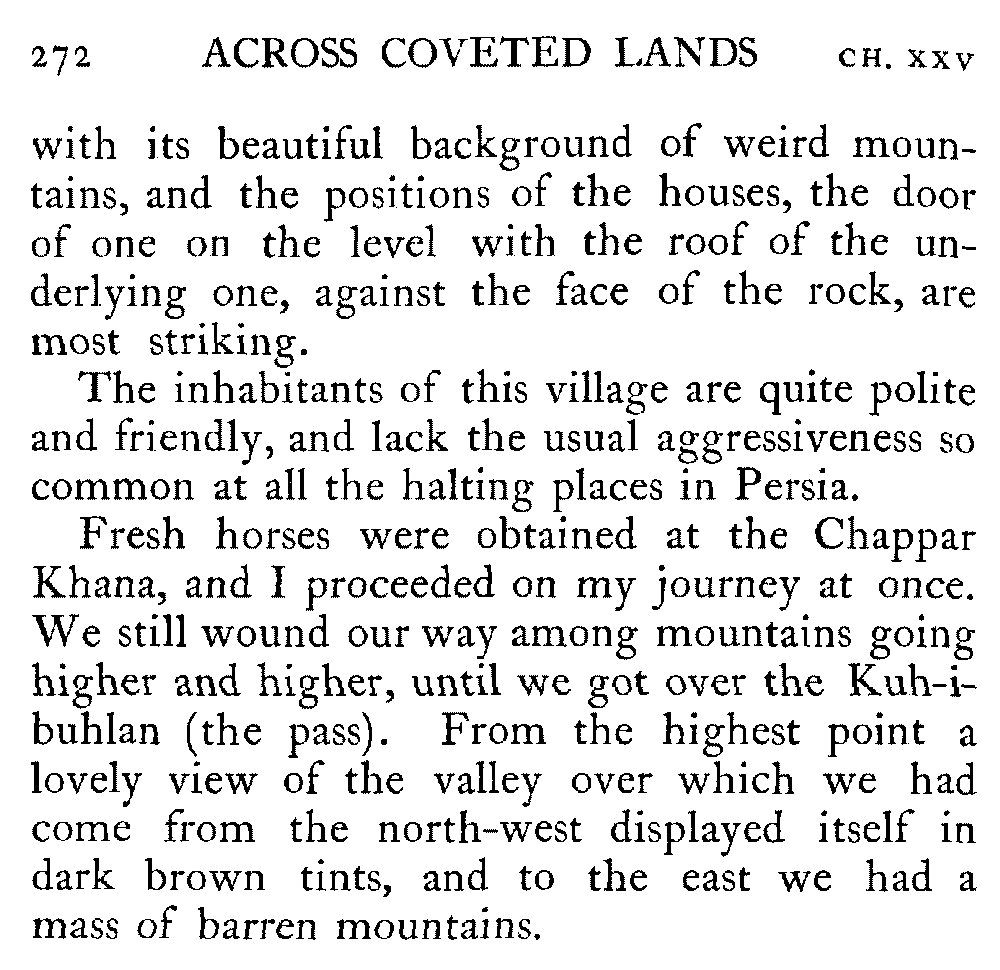 272 ACROSS COVETED LANDS CH. XXV
with its beautiful background of weird moun-
tains, and the positions of the houses, the door
of one on the level with the roof of the un-
derlying one, against the face of the rock, are
most striking.
The inhabitants of this village are quite polite
and friendly, and lack the usual aggressiveness so
common at all the halting places in Persia.
Fresh horses were obtained at the Chappar
Khana, and I proceeded on my journey at once.
We still wound our way among mountains going
higher and higher, until we got over the Kuh-i-
buhlan (the pass). From the highest point a
lovely view of the valley over which we had
come from the north-west displayed itself in
dark brown tints, and to the east we had a
mass of barren mountains.